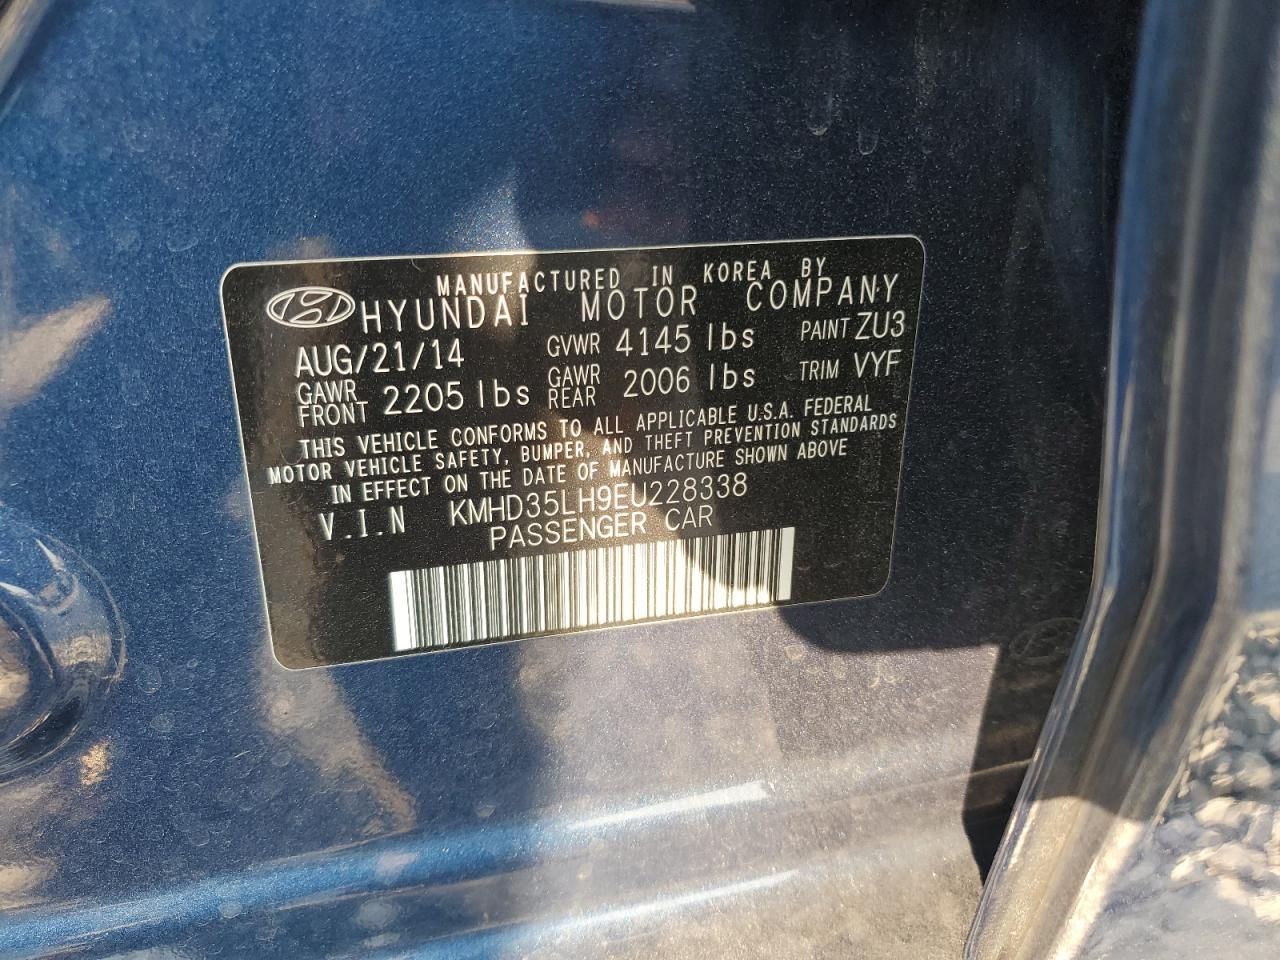 MANUFACTURED IN KOREA BY
HYUNDAI MOTOR COMPANY
AUG/21/14 GVWR 4145 lbs PAINT ZU3
GAWR FRONT 2205 lbs GAWR REAR 2006 lbs TRIM VYF
THIS VEHICLE CONFORMS TO ALL APPLICABLE U.S.A. FEDERAL
MOTOR VEHICLE SAFETY, BUMPER, AND THEFT PREVENTION STANDARDS
IN EFFECT ON THE DATE OF MANUFACTURE SHOWN ABOVE
V.I.N KMHD35LH9EU228338
PASSENGER CAR